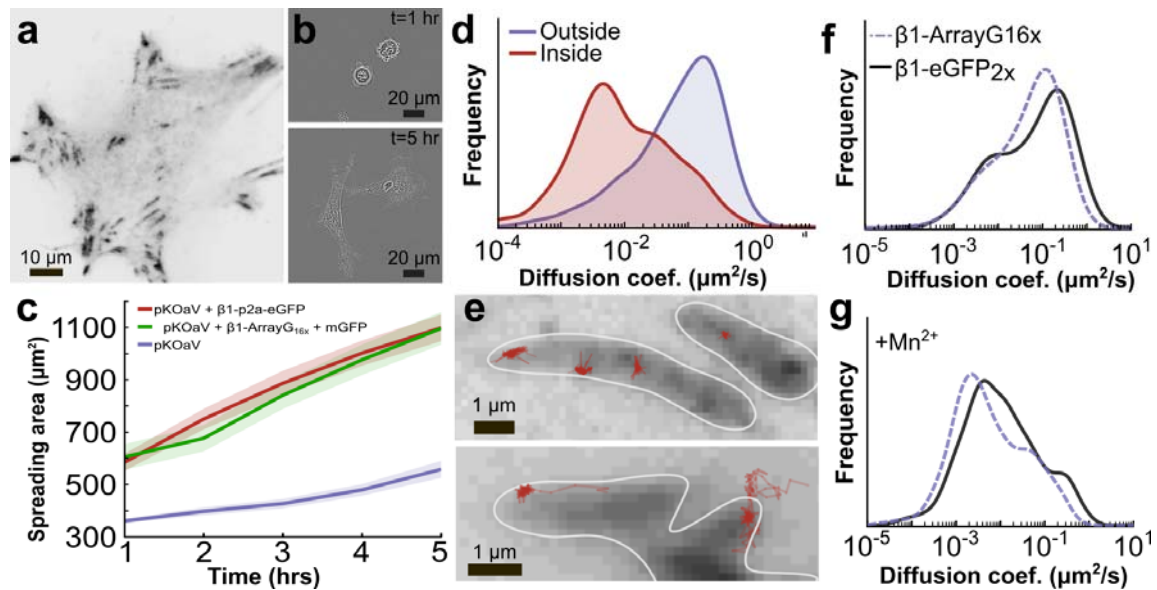 a
10 μm
b
t=1 hr
20 μm
t=5 hr
20 μm
c
pKOaV + β1-p2a-eGFP
pKOaV + β1-ArrayG16x + mGFP
pKOaV
Spreading area (μm²)
1100
900
700
500
300
1 2 3 4 5
Time (hrs)
d
Outside
Inside
Frequency
10⁻⁴ 10⁻² 10⁰
Diffusion coef. (μm²/s)
e
1 μm
1 μm
f
β1-ArrayG16x
β1-eGFP2x
Frequency
10⁻⁵ 10⁻³ 10⁻¹ 10¹
Diffusion coef. (μm²/s)
g
+Mn²⁺
Frequency
10⁻⁵ 10⁻³ 10⁻¹ 10¹
Diffusion coef. (μm²/s)